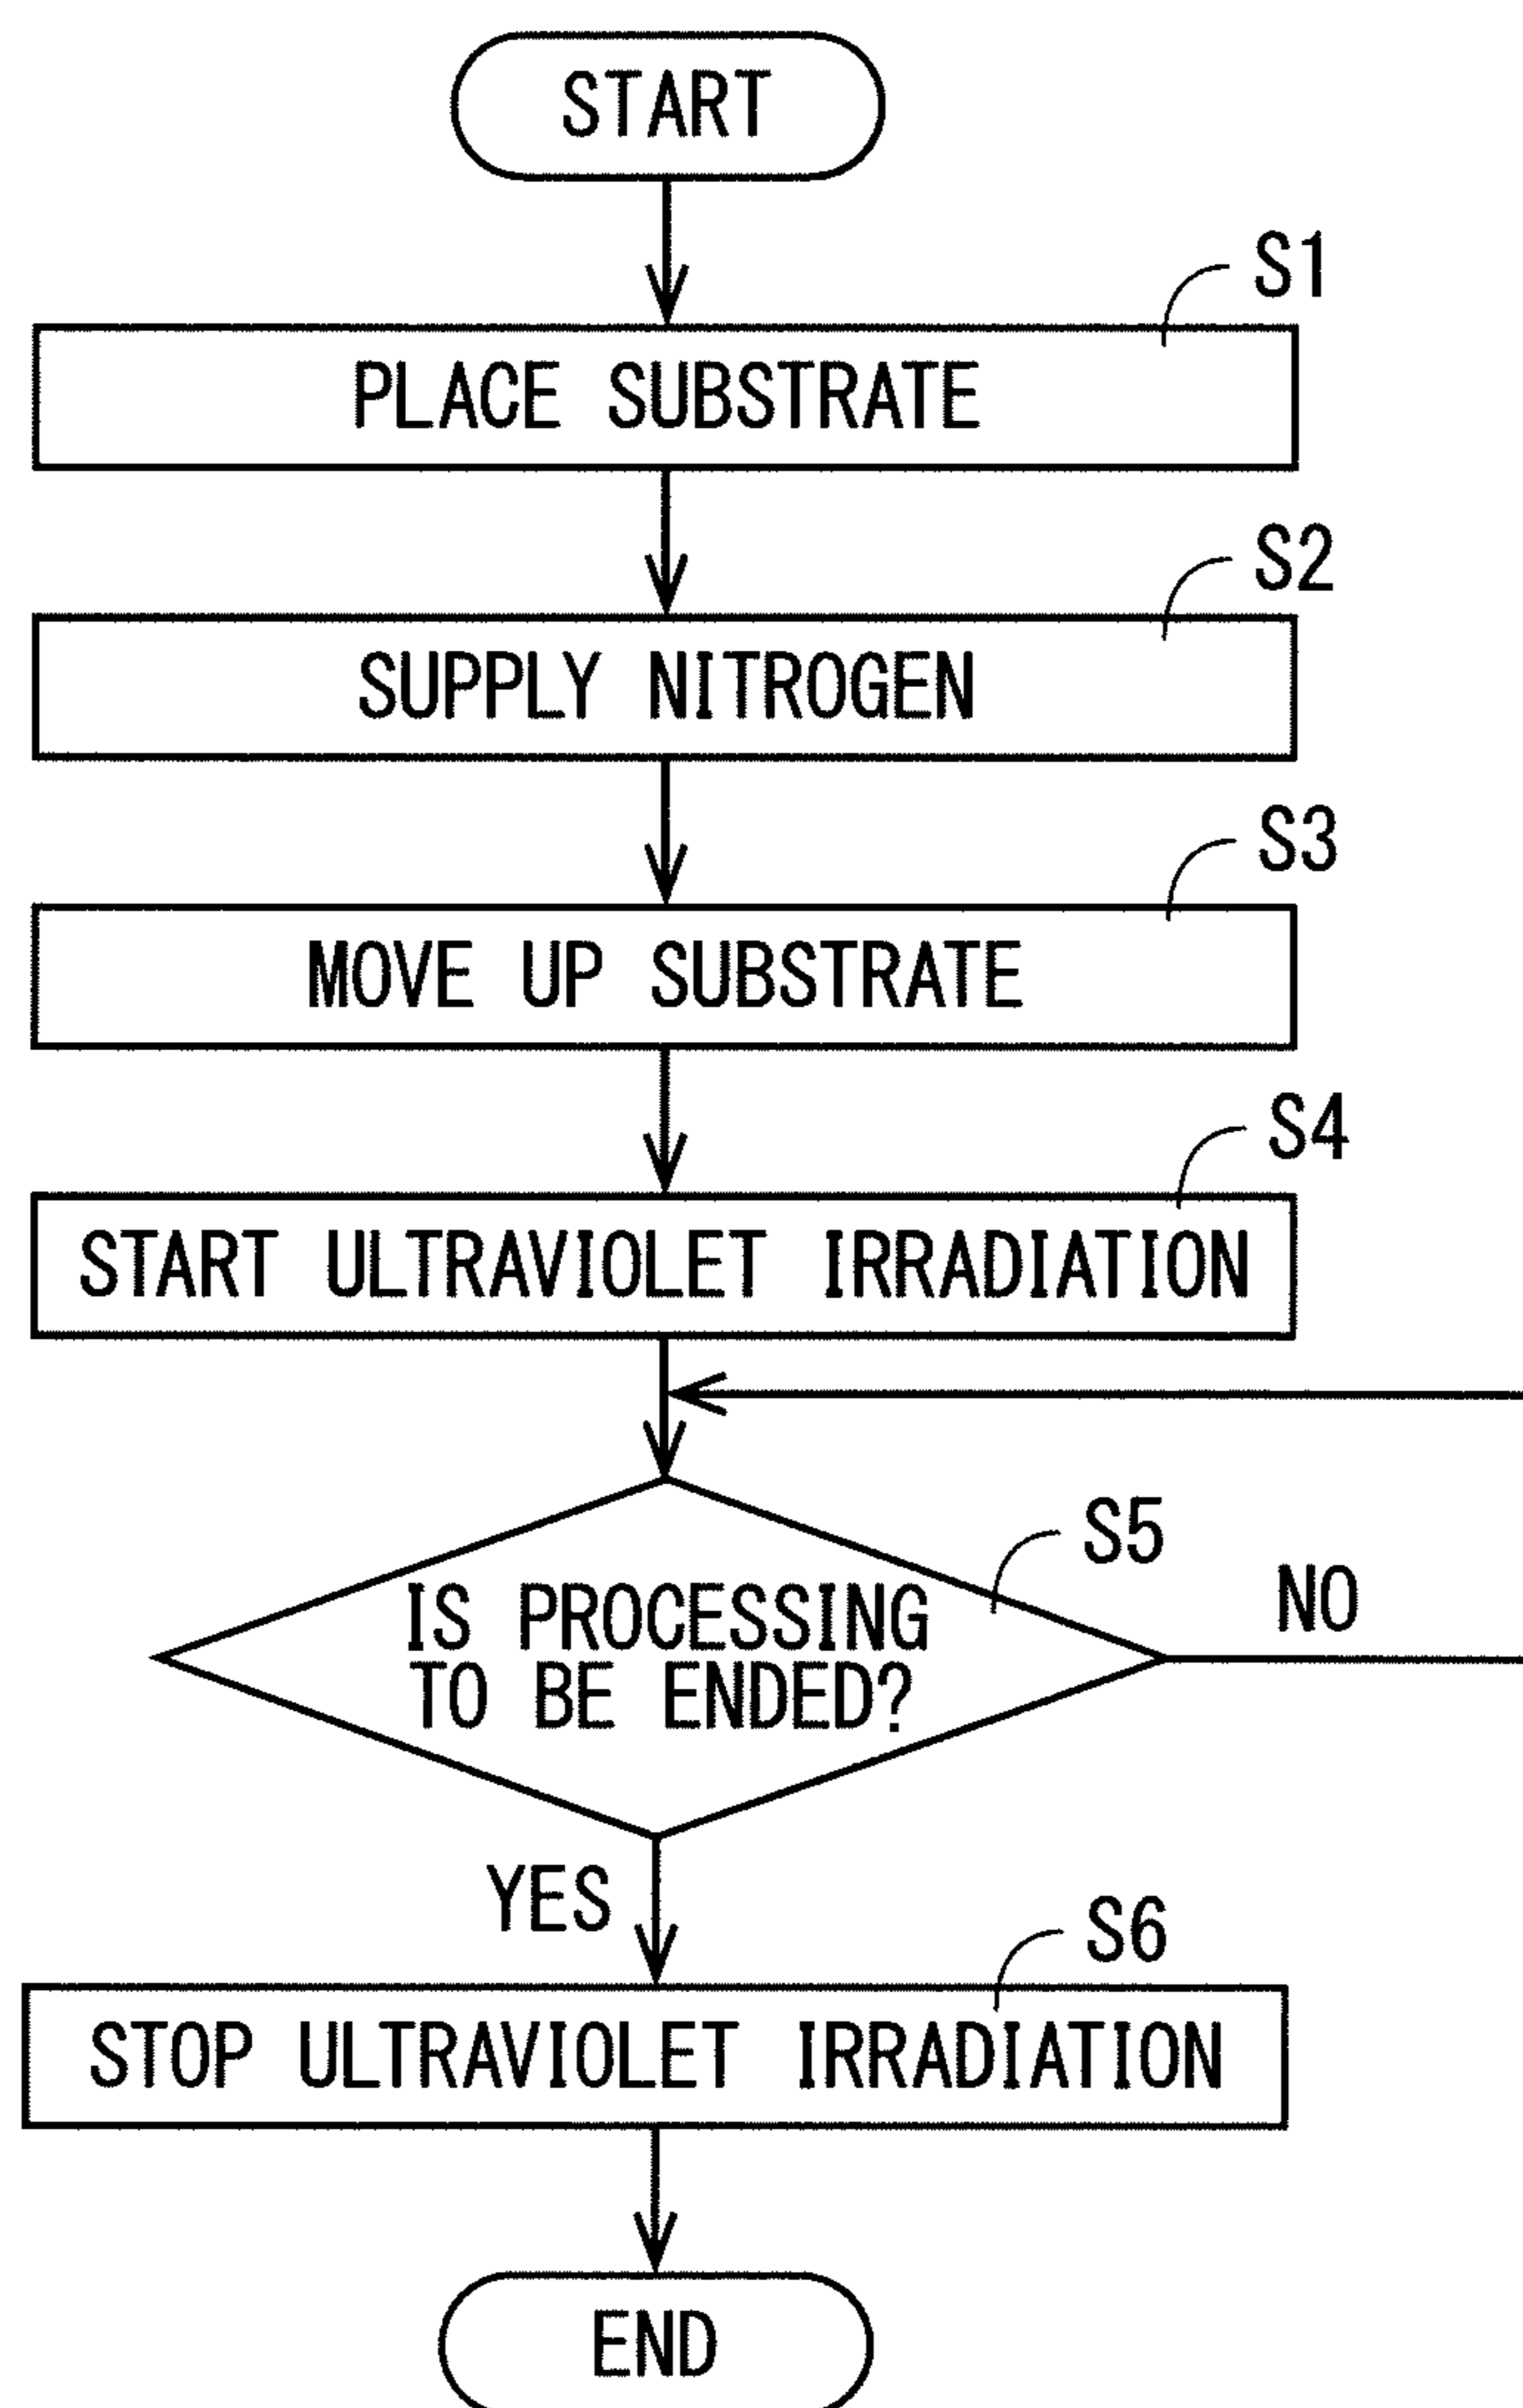 START
S1
PLACE SUBSTRATE
S2
SUPPLY NITROGEN
S3
MOVE UP SUBSTRATE
S4
START ULTRAVIOLET IRRADIATION
S5
IS PROCESSING
TO BE ENDED?
NO
YES
S6
STOP ULTRAVIOLET IRRADIATION
END